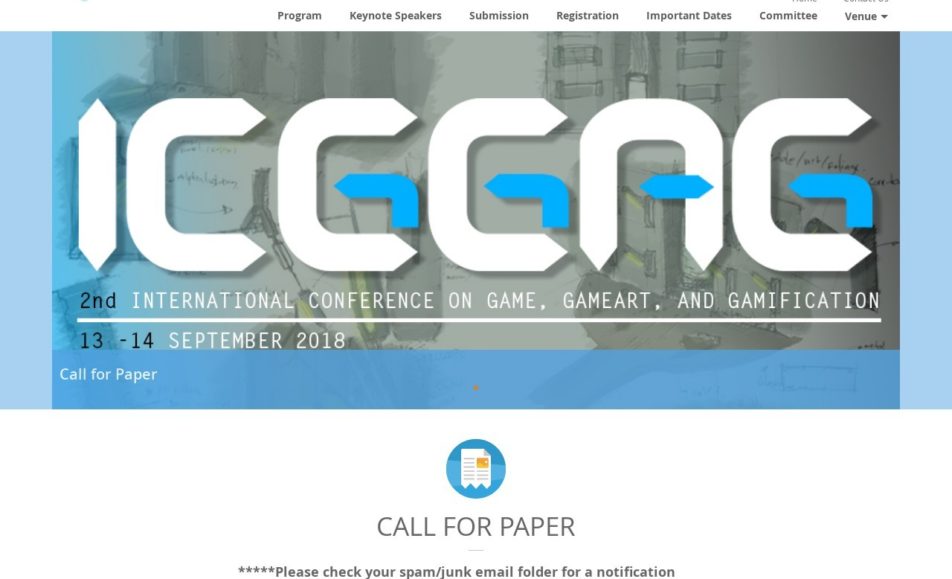 Program Keynote Speakers Submission Registration Important Dates Committee Venue
ICGGAG
2nd INTERNATIONAL CONFERENCE ON GAME, GAMEART, AND GAMIFICATION
13 -14 SEPTEMBER 2018
Call for Paper
CALL FOR PAPER
*****Please check your spam/junk email folder for a notification